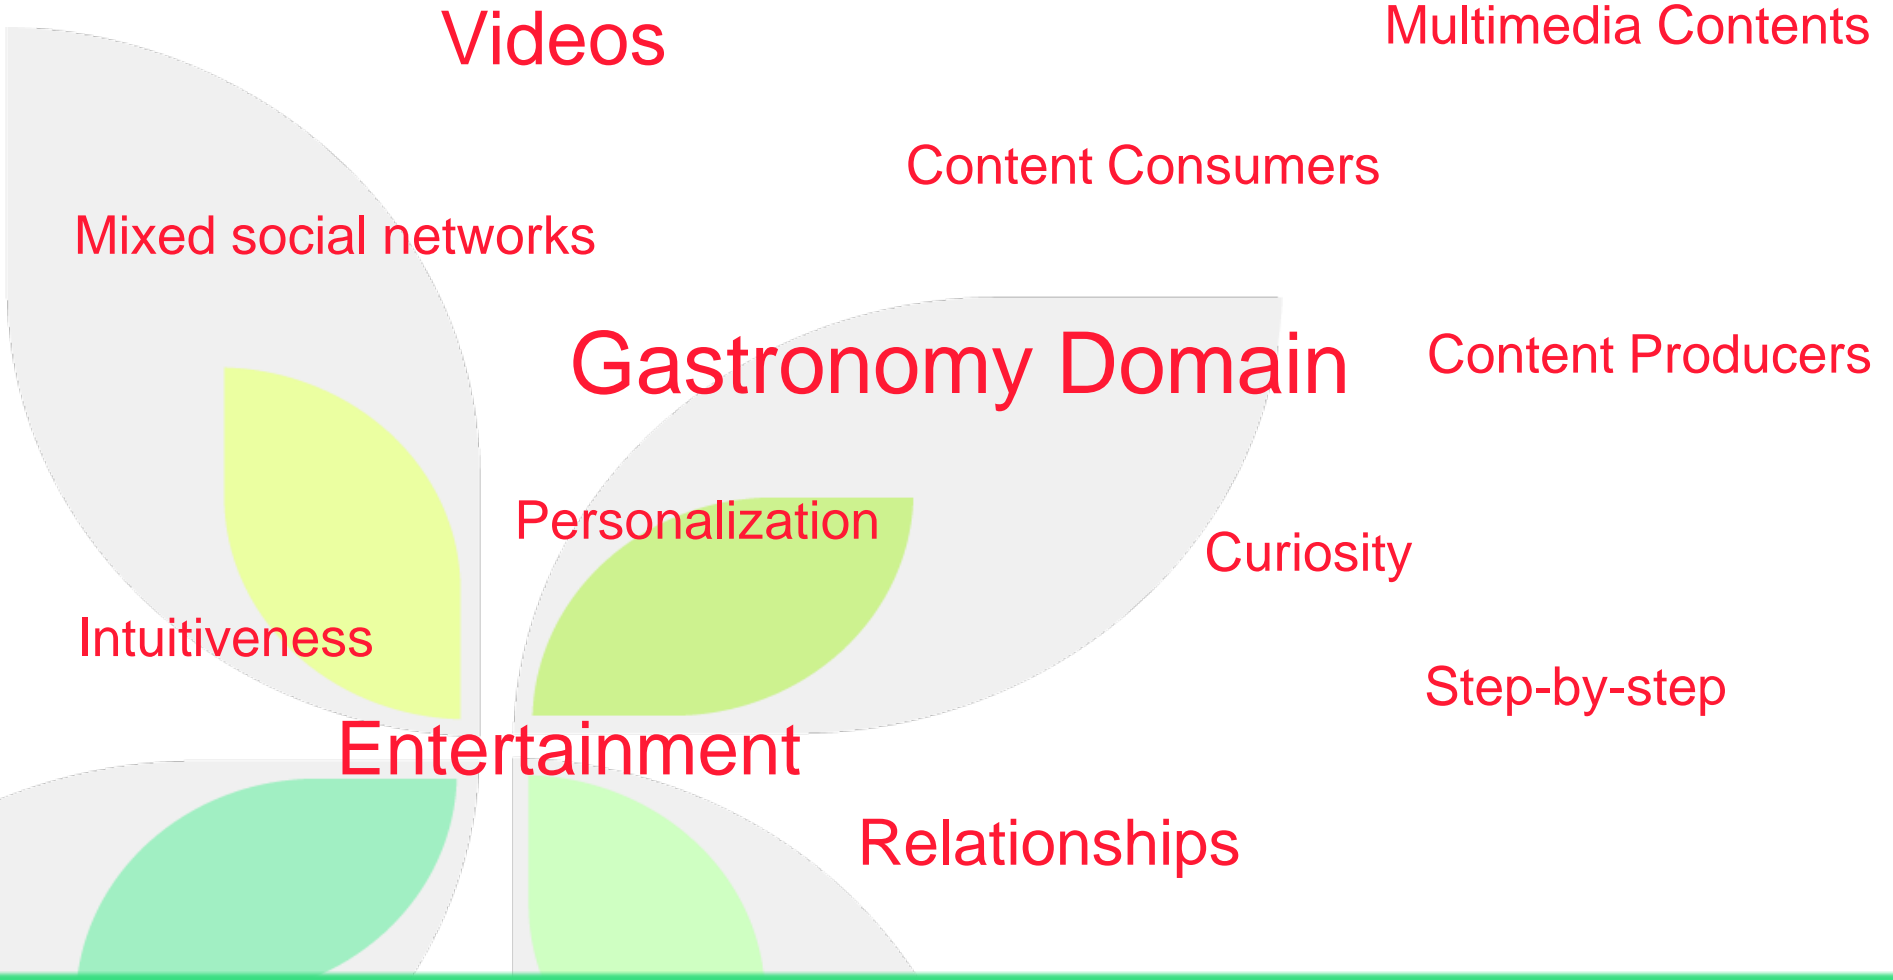 Videos
Multimedia Contents
Content Consumers
Mixed social networks
Gastronomy Domain
Content Producers
Personalization
Curiosity
Intuitiveness
Step-by-step
Entertainment
Relationships